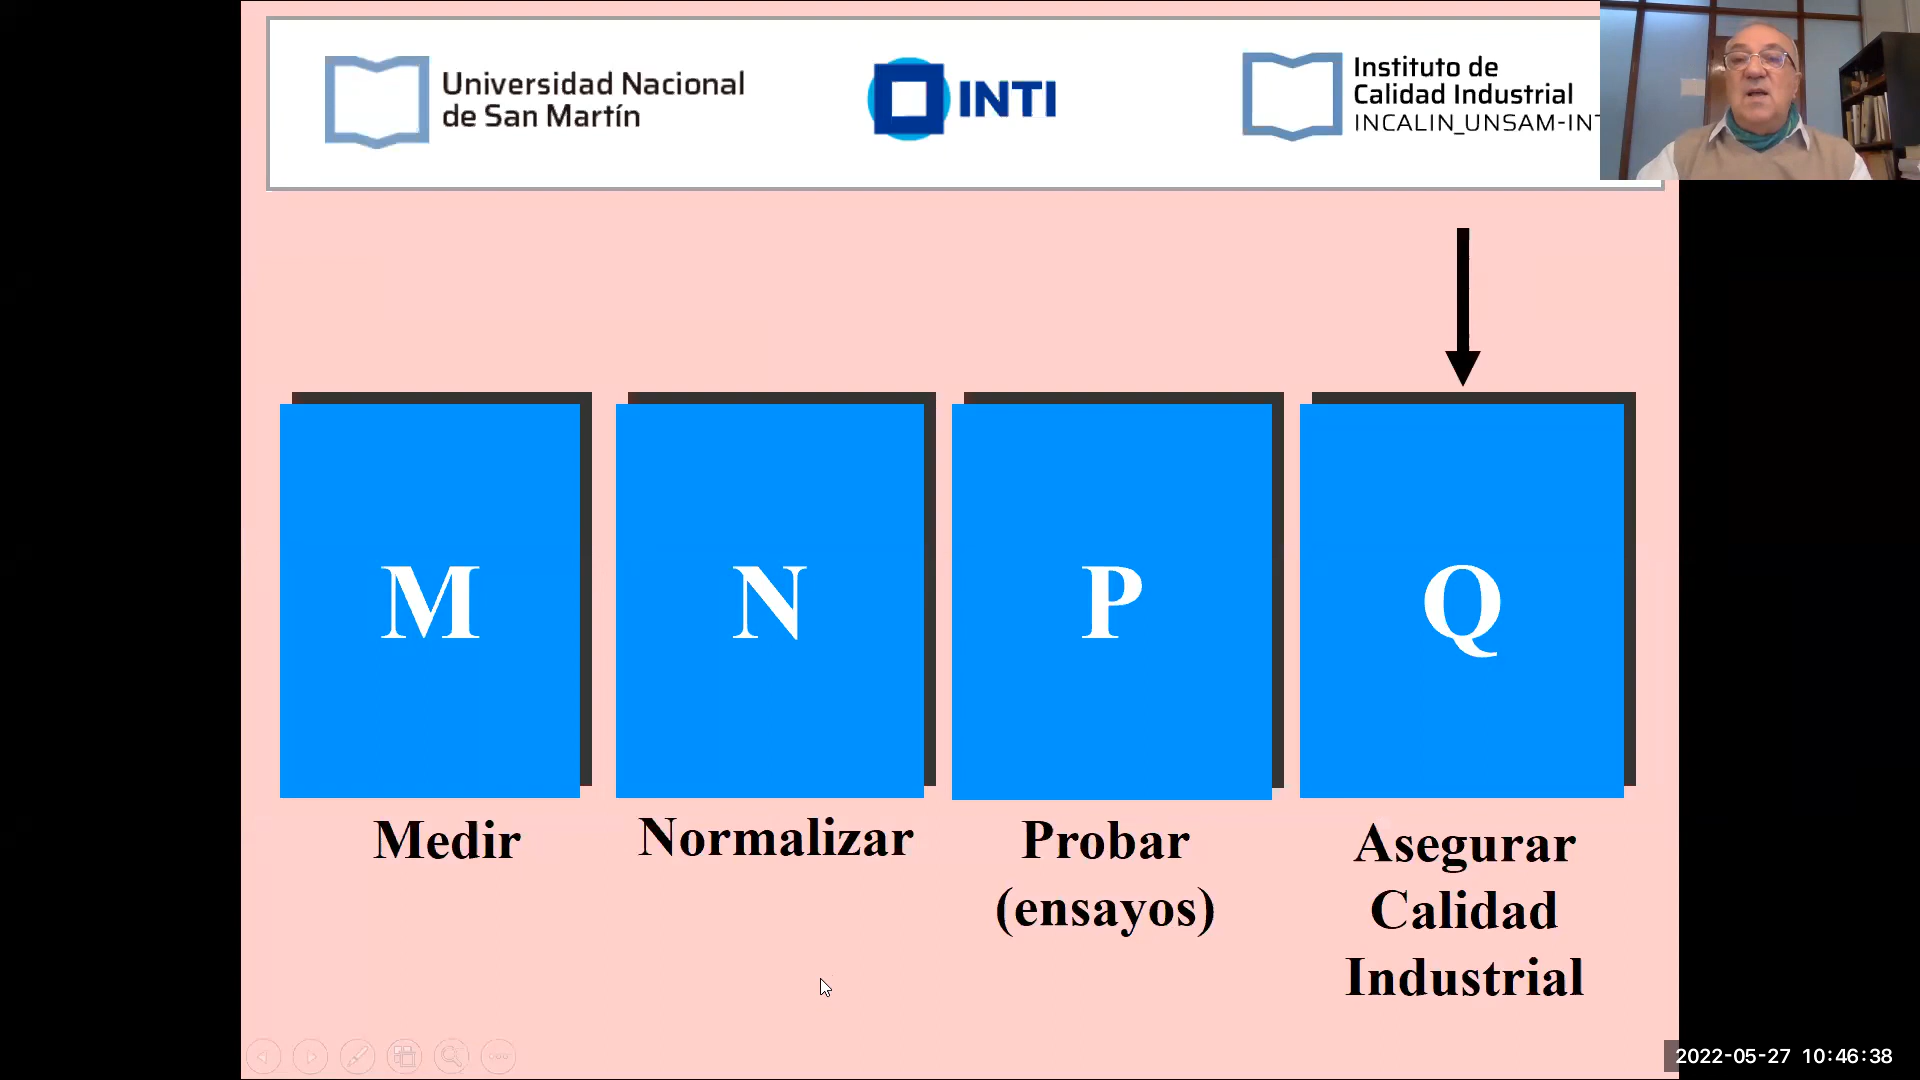 Universidad Nacional
de San Martín
INTI
Instituto de
Calidad Industrial
INCALIN_UNSAM-IN
M
N
P
Q
Medir
Normalizar
Probar
(ensayos)
Asegurar
Calidad
Industrial
2022-05-27 10:46:38